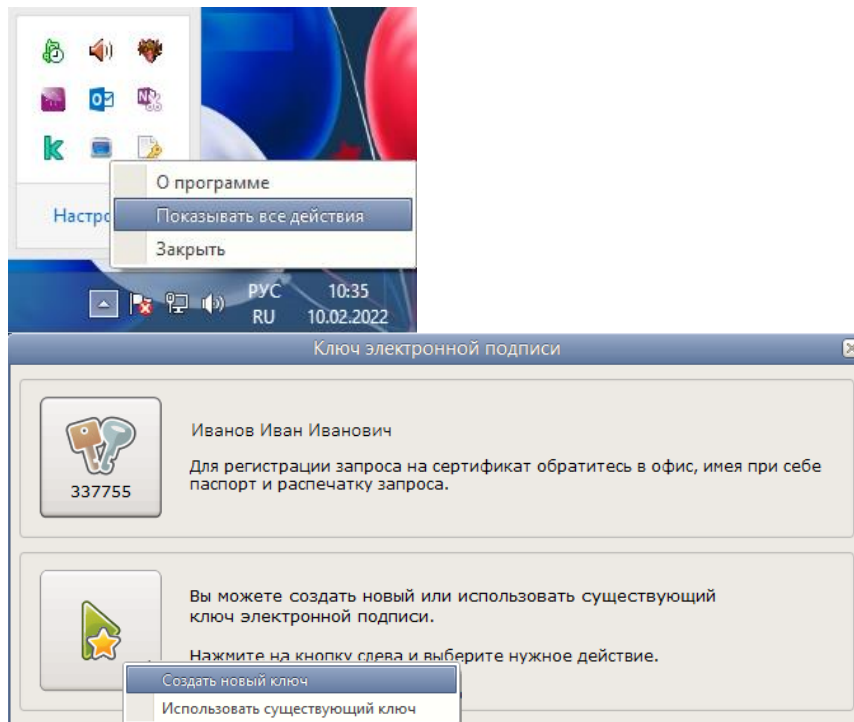 О программе
Настро
Показывать все действия
Закрыть
РУС 10:35
RU 10.02.2022
Ключ электронной подписи
Иванов Иван Иванович
Для регистрации запроса на сертификат обратитесь в офис, имея при себе
паспорт и распечатку запроса.
337755
Вы можете создать новый или использовать существующий
ключ электронной подписи.
Нажмите на кнопку слева и выберите нужное действие.
Создать новый ключ
Использовать существующий ключ